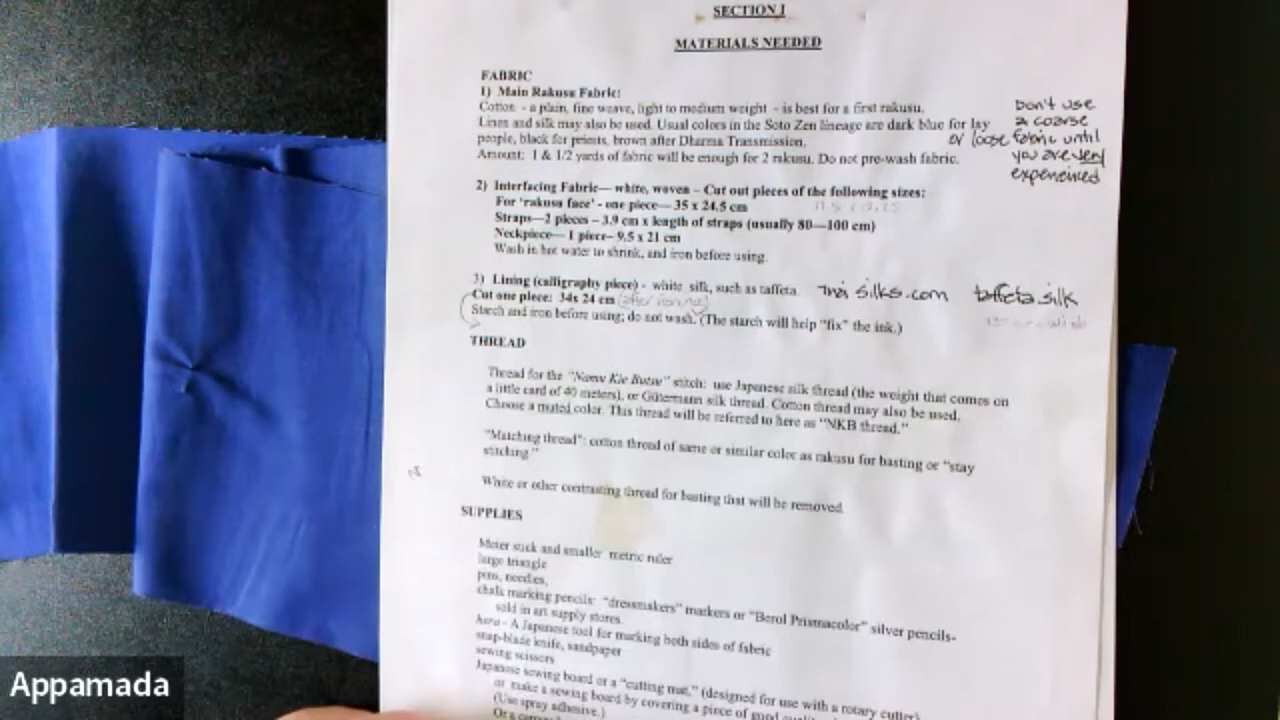 SECTION I
MATERIALS NEEDED
FABRIC
1) Main Rakusu Fabric:
Cotton - a plain, fine weave, light to medium weight - is best for a first rakusu.
Linen and silk may also be used. Usual colors in the Soto Zen lineage are dark blue for lay
people, black for priests, brown after Dharma Transmission.
Amount: 1 & 1/2 yards of fabric will be enough for 2 rakusu. Do not pre-wash fabric.
Don't use
a coarse
or loose fabric until
you are very
experienced
2) Interfacing Fabric— white, woven – Cut out pieces of the following sizes:
For 'rakusu face' - one piece— 35 x 24.5 cm
Straps—2 pieces – 3.9 cm x length of straps (usually 80—100 cm)
Neckpiece— 1 piece– 9.5 x 21 cm
Wash in hot water to shrink, and iron before using.
3) Lining (calligraphy piece) - white silk, such as taffeta. Thai silks.com taffeta silk
Cut one piece: 34x 24 cm (after ironing)
Starch and iron before using; do not wash. (The starch will help "fix" the ink.)
THREAD
Thread for the "Namu Kie Butsu" stitch: use Japanese silk thread (the weight that comes on
a little card of 40 meters), or Gütermann silk thread. Cotton thread may also be used.
Choose a muted color. This thread will be referred to here as "NKB thread."
"Matching thread": cotton thread of same or similar color as rakusu for basting or "stay
stitching."
White or other contrasting thread for basting that will be removed
SUPPLIES
Meter stick and smaller metric ruler
large triangle
pins, needles,
chalk marking pencils: "dressmakers" markers or "Berol Prismacolor" silver pencils-
sold in art supply stores.
- A Japanese tool for marking both sides of fabric
snap-blade knife, sandpaper
sewing scissors
Japanese sewing board or a "cutting mat," (designed for use with a rotary cutter)
or make a sewing board by covering a piece of good
(Use spray adhesive.)
Or a
Appamada